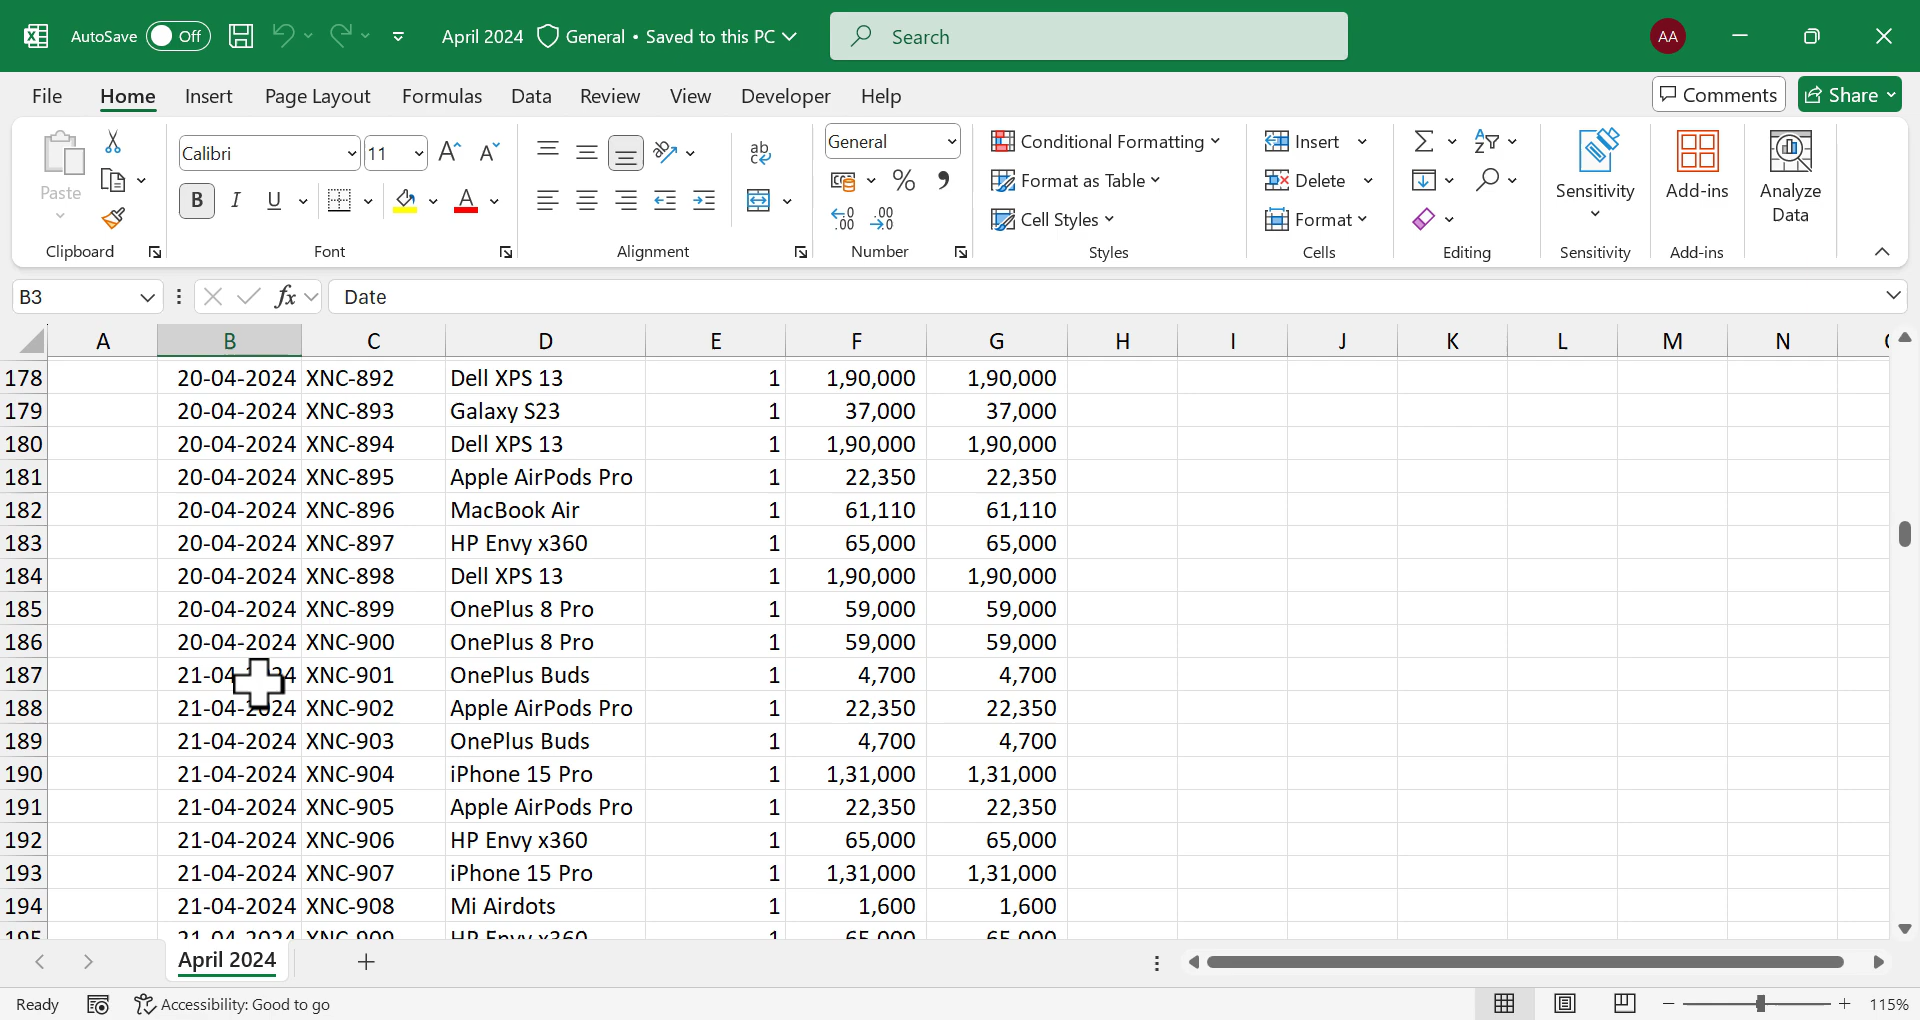 AutoSave Off April 2024 General • Saved to this PC Search AA
File Home Insert Page Layout Formulas Data Review View Developer Help Comments Share
Paste
Clipboard
Calibri 11
B I U
Font
ab
Alignment
General
% ,
Number
Conditional Formatting
Format as Table
Cell Styles
Styles
Insert
Delete
Format
Cells
Editing
Sensitivity
Sensitivity
Add-ins
Add-ins
Analyze
Data
B3 fx Date
A B C D E F G H I J K L M N
178 20-04-2024 XNC-892 Dell XPS 13 1 1,90,000 1,90,000
179 20-04-2024 XNC-893 Galaxy S23 1 37,000 37,000
180 20-04-2024 XNC-894 Dell XPS 13 1 1,90,000 1,90,000
181 20-04-2024 XNC-895 Apple AirPods Pro 1 22,350 22,350
182 20-04-2024 XNC-896 MacBook Air 1 61,110 61,110
183 20-04-2024 XNC-897 HP Envy x360 1 65,000 65,000
184 20-04-2024 XNC-898 Dell XPS 13 1 1,90,000 1,90,000
185 20-04-2024 XNC-899 OnePlus 8 Pro 1 59,000 59,000
186 20-04-2024 XNC-900 OnePlus 8 Pro 1 59,000 59,000
187 XNC-901 OnePlus Buds 1 4,700 4,700
188 21-04-2024 XNC-902 Apple AirPods Pro 1 22,350 22,350
189 21-04-2024 XNC-903 OnePlus Buds 1 4,700 4,700
190 21-04-2024 XNC-904 iPhone 15 Pro 1 1,31,000 1,31,000
191 21-04-2024 XNC-905 Apple AirPods Pro 1 22,350 22,350
192 21-04-2024 XNC-906 HP Envy x360 1 65,000 65,000
193 21-04-2024 XNC-907 iPhone 15 Pro 1 1,31,000 1,31,000
194 21-04-2024 XNC-908 Mi Airdots 1 1,600 1,600
195 21-04-2024 XNC-909 HP Envy x360 1 65,000 65,000
April 2024
Ready Accessibility: Good to go 115%